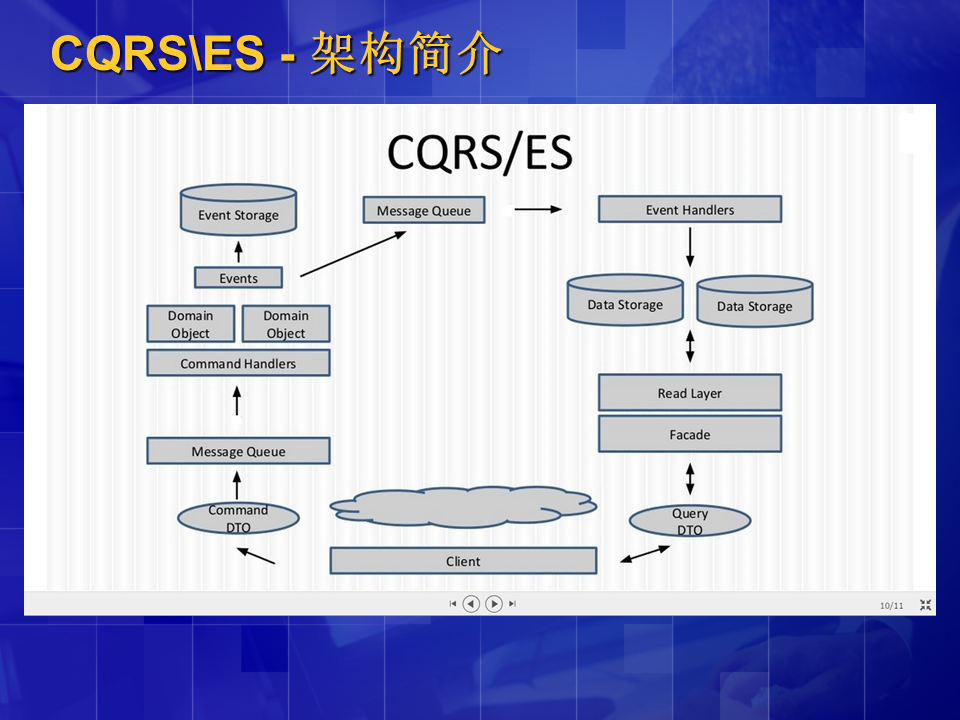 CQRS\ES - 架构简介
CQRS/ES
Event Storage
Message Queue
Event Handlers
Events
Data Storage
Data Storage
Domain
Object
Domain
Object
Command Handlers
Read Layer
Facade
Message Queue
Command
DTO
Query
DTO
Client
10/11